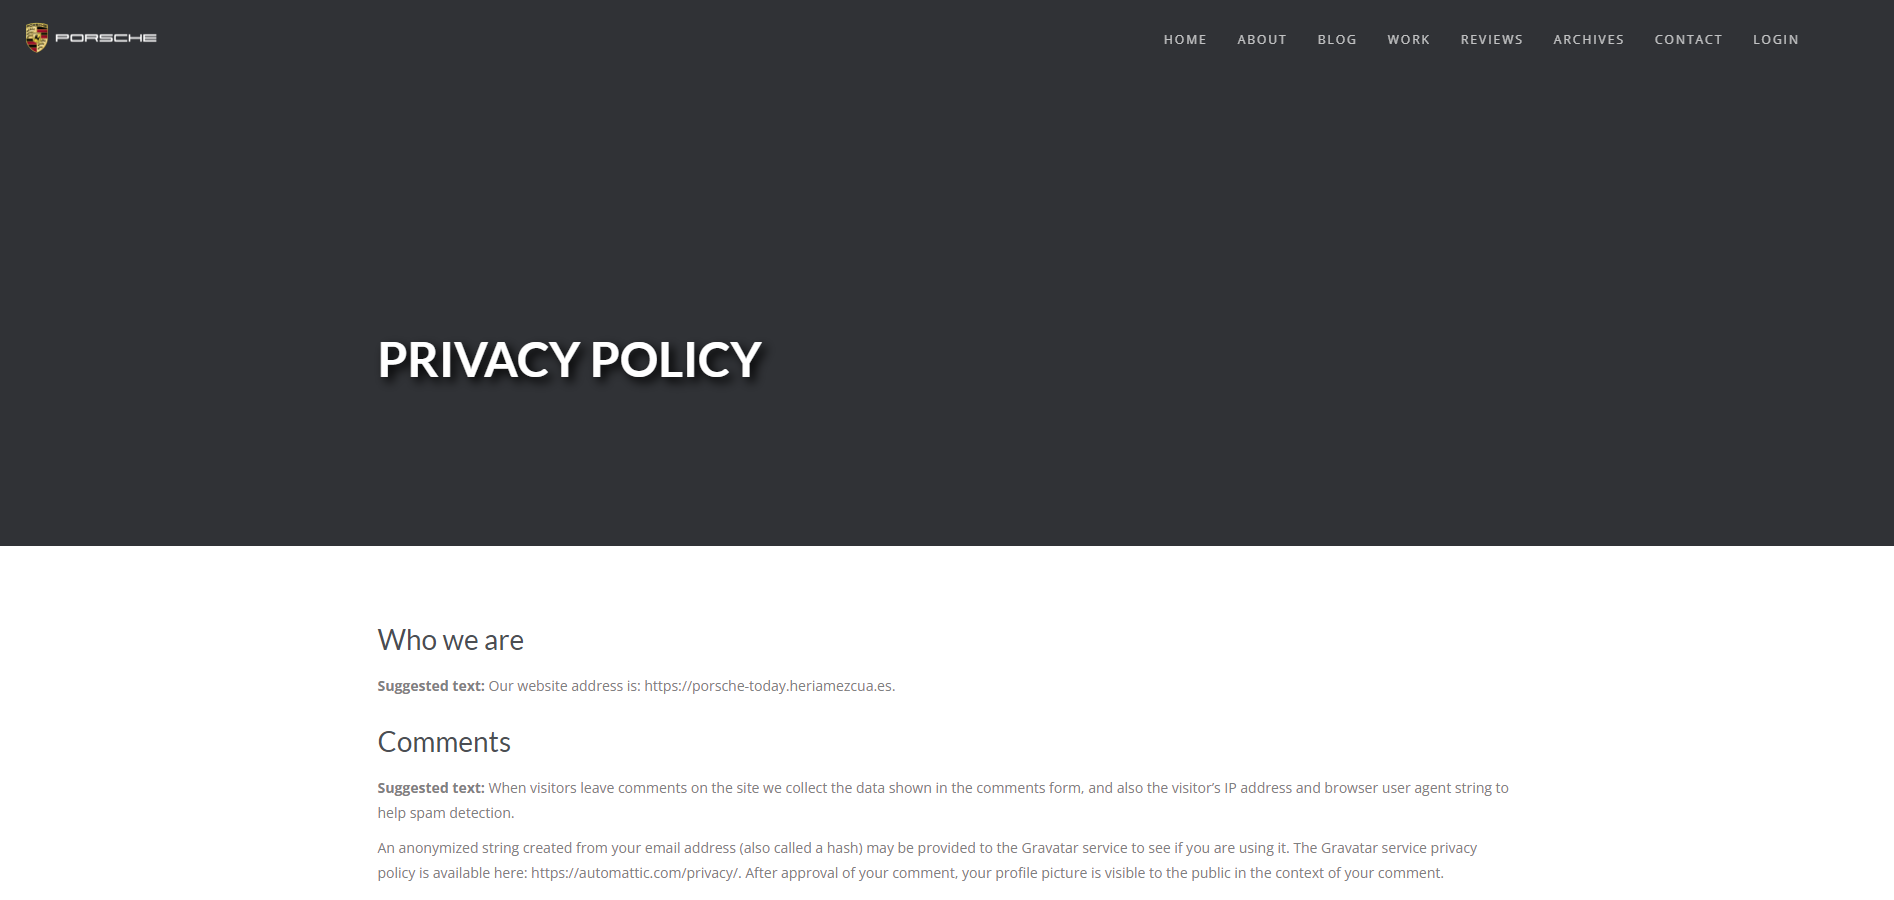 PORSCHE
HOME ABOUT BLOG WORK REVIEWS ARCHIVES CONTACT LOGIN
PRIVACY POLICY
Who we are
Suggested text: Our website address is: https://porsche-today.heriamezcua.es.
Comments
Suggested text: When visitors leave comments on the site we collect the data shown in the comments form, and also the visitor’s IP address and browser user agent string to
help spam detection.
An anonymized string created from your email address (also called a hash) may be provided to the Gravatar service to see if you are using it. The Gravatar service privacy
policy is available here: https://automattic.com/privacy/. After approval of your comment, your profile picture is visible to the public in the context of your comment.